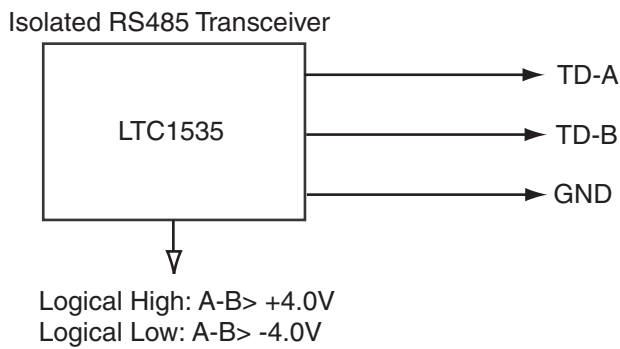 Isolated RS485 Transceiver
LTC1535
TD-A
TD-B
GND
Logical High: A-B> +4.0V
Logical Low: A-B> -4.0V